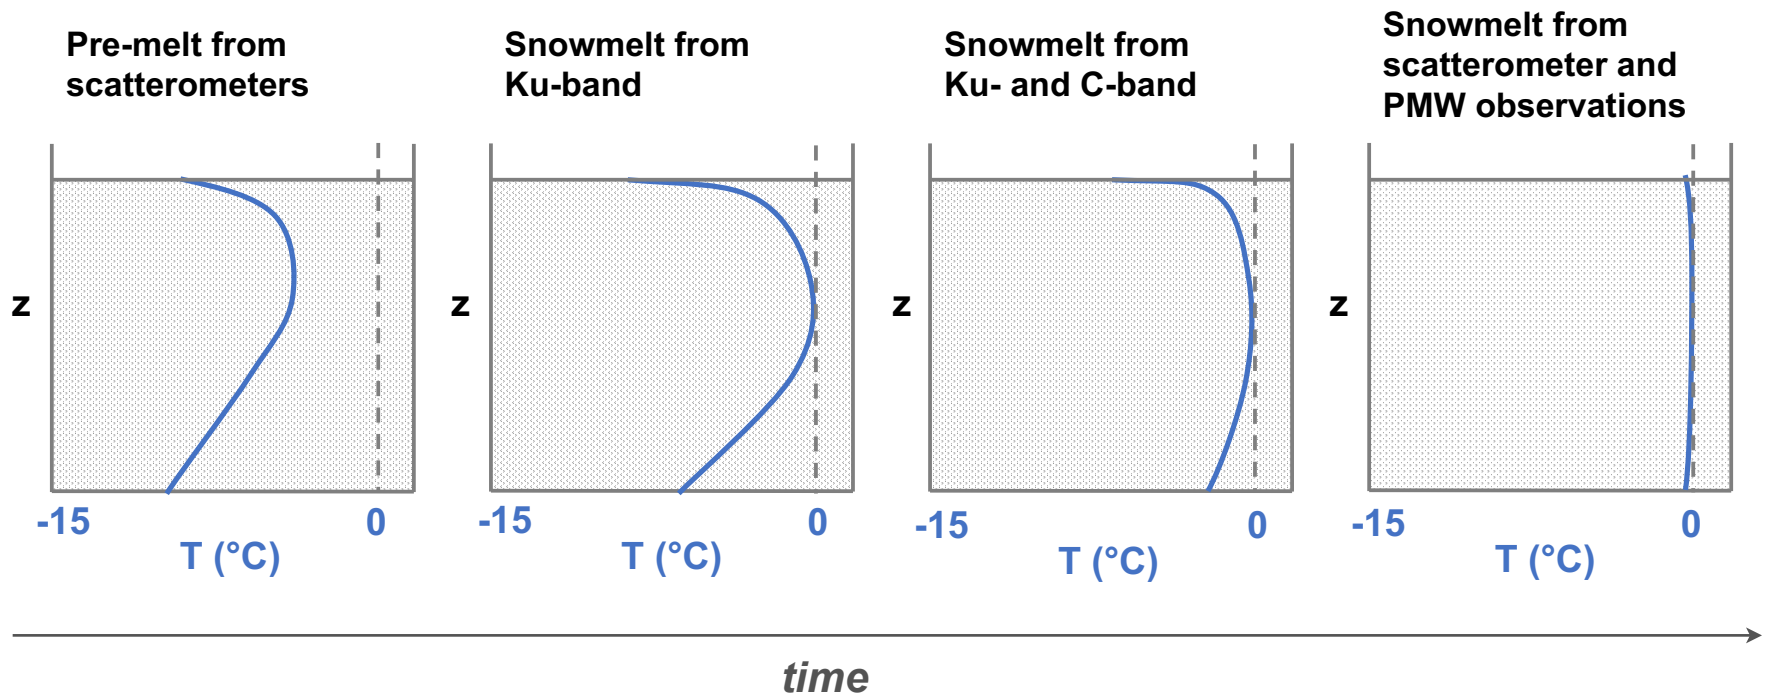 Pre-melt from
scatterometers
Snowmelt from
Ku-band
Snowmelt from
Ku- and C-band
Snowmelt from
scatterometer and
PMW observations
z
z
z
-15
0
T (°C)
-15
0
T (°C)
-15
0
T (°C)
-15
0
T (°C)
time